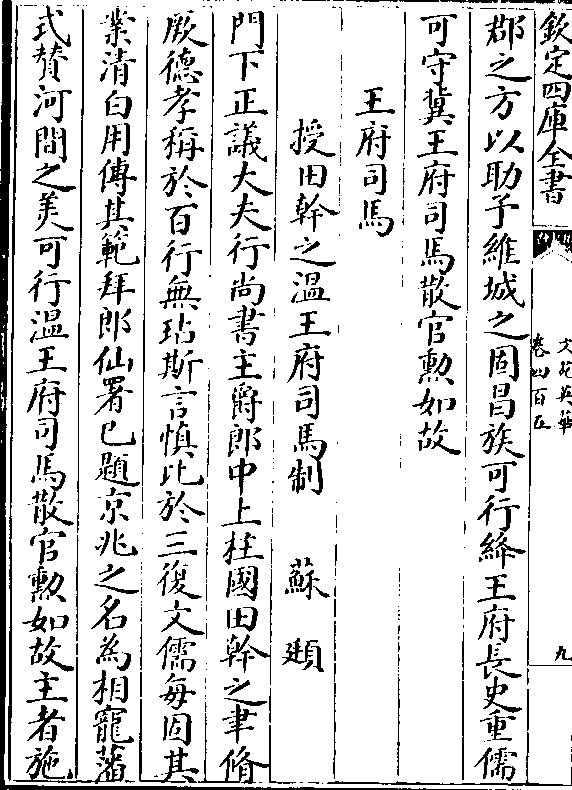 欽定四庫全書
文苑英華
卷四百五
九
郡之方以助予維城之固昌族可行絳王府長史重儒
可守冀王府司馬散官勲如故
王府司馬
授田幹之溫王府司馬制 蘇頲
門下正議大夫行尚書主爵郎中上柱國田幹之聿脩
厥德孝稱於百行無玷斯言慎比於三復文儒每固其
業清白用傳其範拜郎仙署已題京兆之名為相寵藩
式賛河間之美可行溫王府司馬散官勲如故主者施